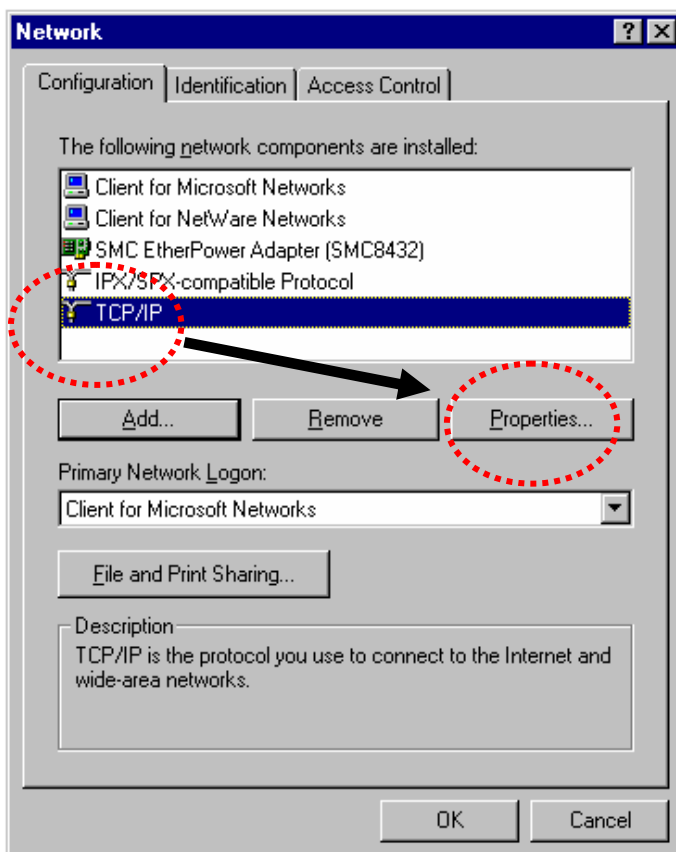 Network
Configuration Identification Access Control
The following network components are installed:
Client for Microsoft Networks
Client for NetWare Networks
SMC EtherPower Adapter (SMC8432)
IPX/SPX-compatible Protocol
TCP/IP
Add... Remove Properties...
Primary Network Logon:
Client for Microsoft Networks
File and Print Sharing...
Description
TCP/IP is the protocol you use to connect to the Internet and
wide-area networks.
OK Cancel